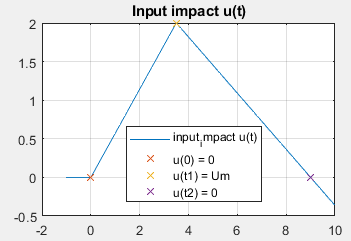 Input impact u(t)
2
1.5
1
0.5
0
-0.5
-2
0
2
4
6
8
10
input_impact u(t)
u(0) = 0
u(t1) = Um
u(t2) = 0